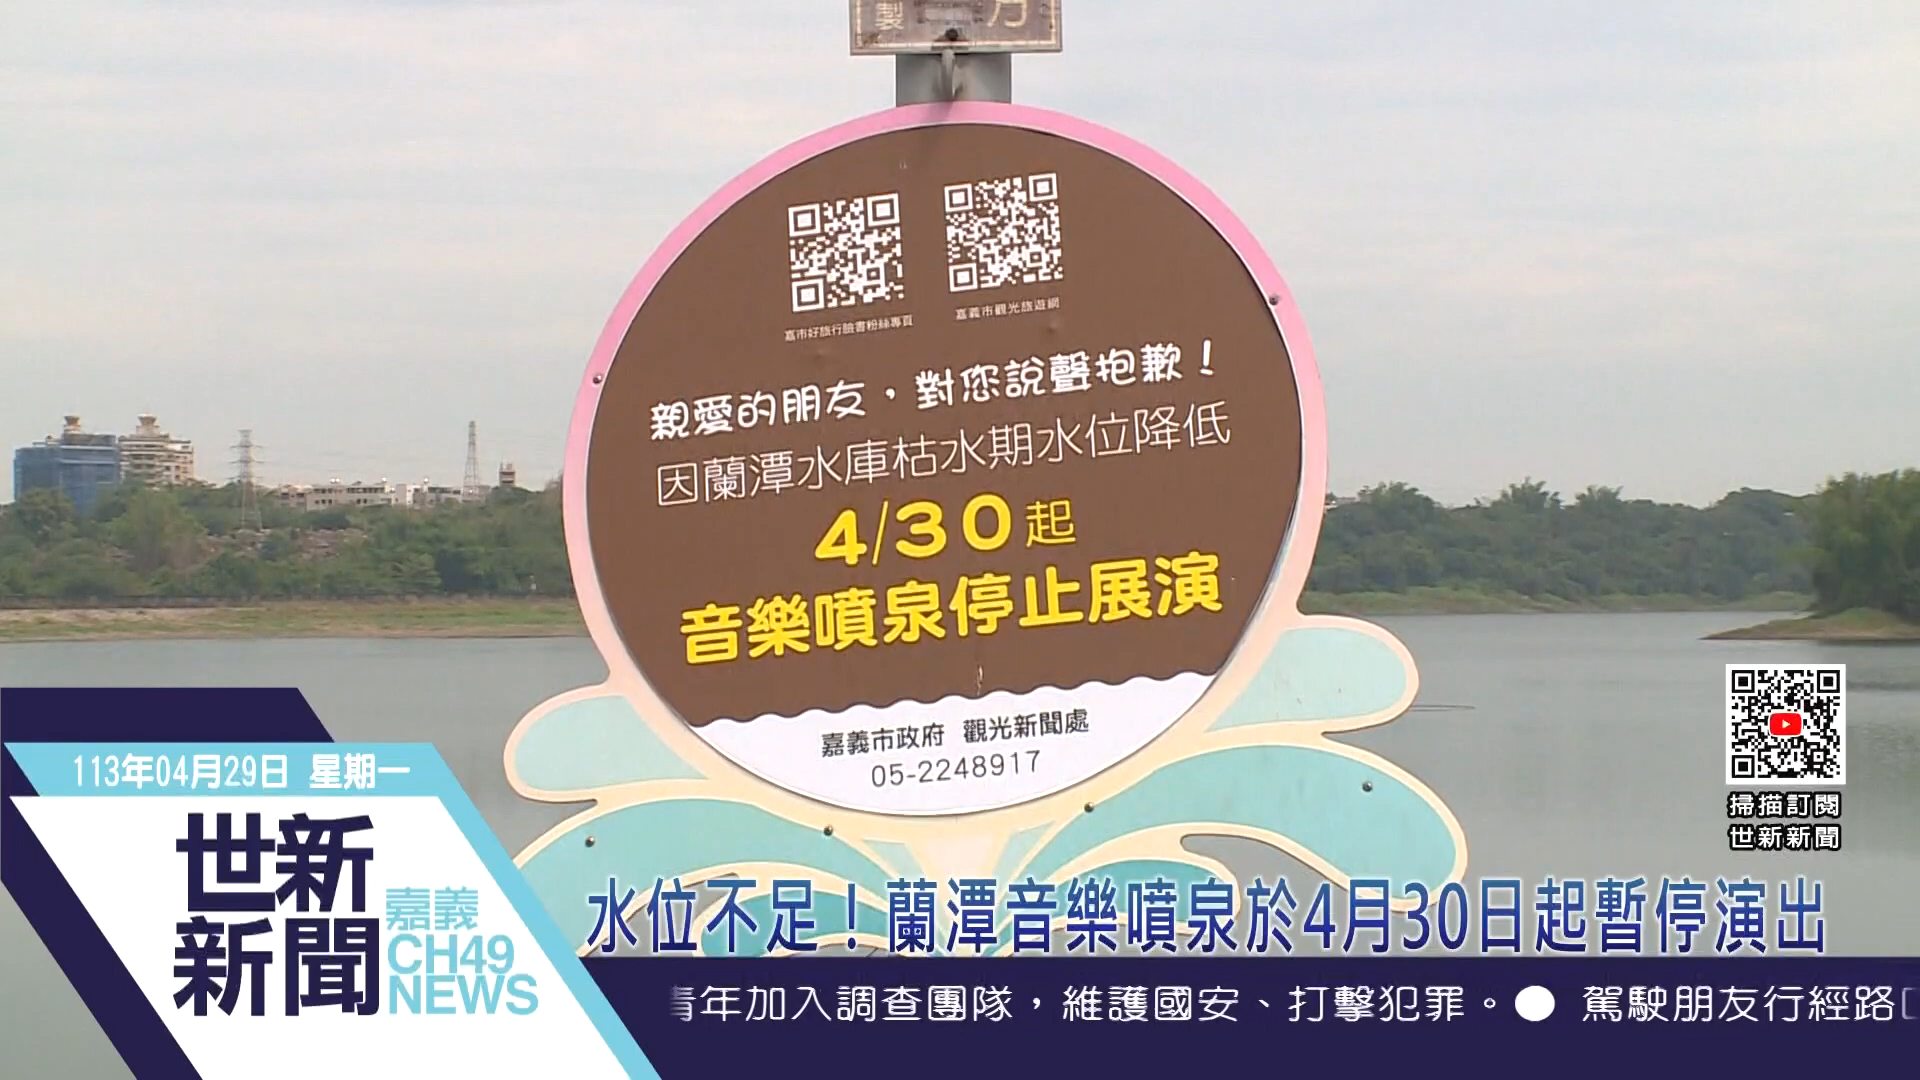 製 月
嘉市好旅行臉書粉絲專頁
嘉義市觀光旅遊網
親愛的朋友，對您說聲抱歉！
因蘭潭水庫枯水期水位降低
4/30起
音樂噴泉停止展演
嘉義市政府 觀光新聞處
05-2248917
掃描訂閱
世新新聞
113年04月29日 星期一
世新
新聞
嘉義
CH49
NEWS
水位不足！蘭潭音樂噴泉於4月30日起暫停演出
青年加入調查團隊，維護國安、打擊犯罪。● 駕駛朋友行經路